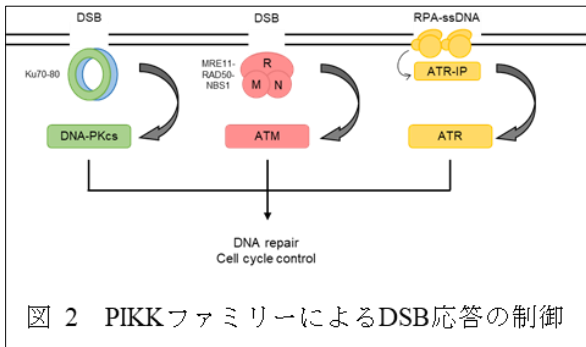 DSB
DSB
RPA-ssDNA
Ku70-80
MRE11-
RAD50-
NBS1
R
M N
ATR-IP
DNA-PKcs
ATM
ATR
DNA repair
Cell cycle control
図 2 PIKKファミリーによるDSB応答の制御